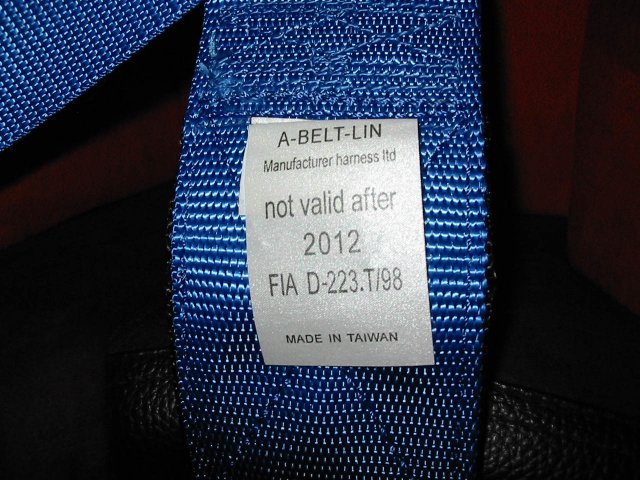 A-BELT-LIN
Manufacturer harness ltd
not valid after
2012
FIA D-223.T/98
MADE IN TAIWAN